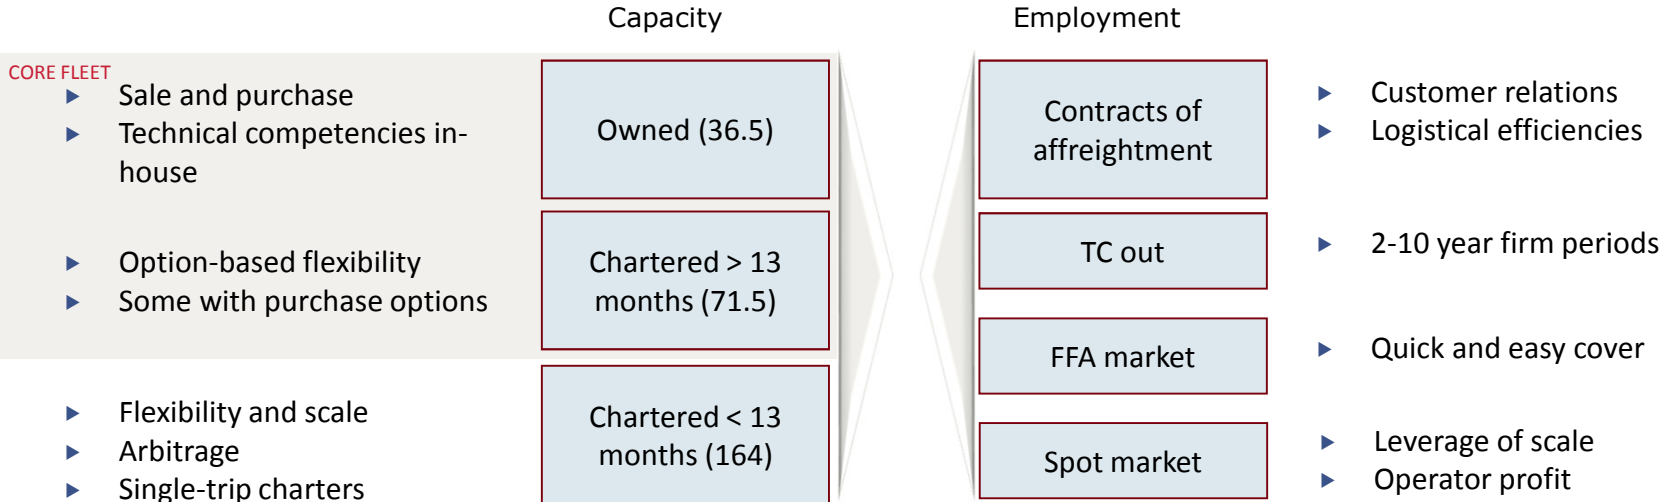 Capacity
Employment
CORE FLEET
Sale and purchase
Technical competencies in-
house
Owned (36.5)
Contracts of
affreightment
Customer relations
Logistical efficiencies
Option-based flexibility
Some with purchase options
Chartered > 13
months (71.5)
TC out
2-10 year firm periods
FFA market
Quick and easy cover
Flexibility and scale
Arbitrage
Single-trip charters
Chartered < 13
months (164)
Spot market
Leverage of scale
Operator profit